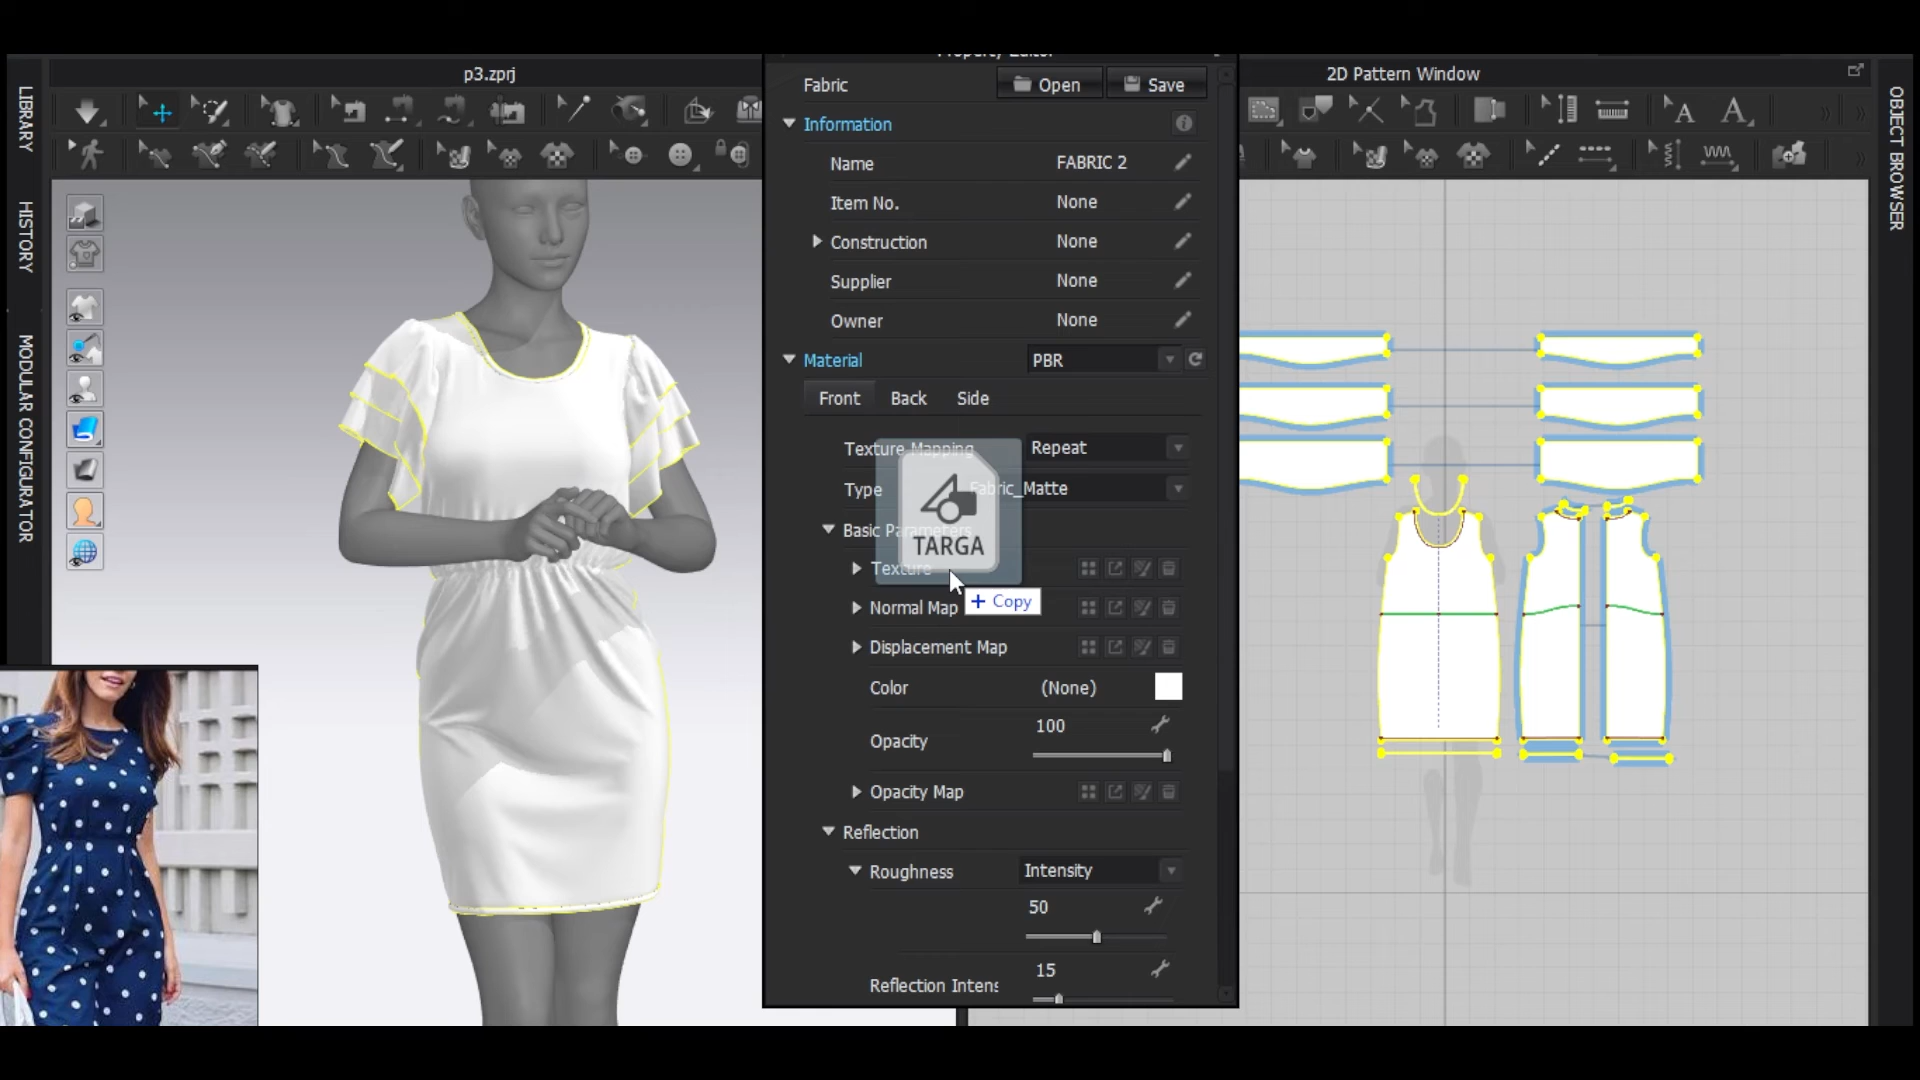 p3.zprj
Property Editor
2D Pattern Window
LIBRARY
HISTORY
MODULAR CONFIGURATOR
OBJECT BROWSER
Fabric
Open
Save
Information
Name FABRIC 2
Item No. None
Construction None
Supplier None
Owner None
Material PBR
Front Back Side
Texture Mapping Repeat
Type Fabric_Matte
Basic Parameters
TARGA
Texture
+ Copy
Normal Map
Displacement Map
Color (None)
Opacity 100
Opacity Map
Reflection
Roughness Intensity
50
Reflection Intens 15
A A